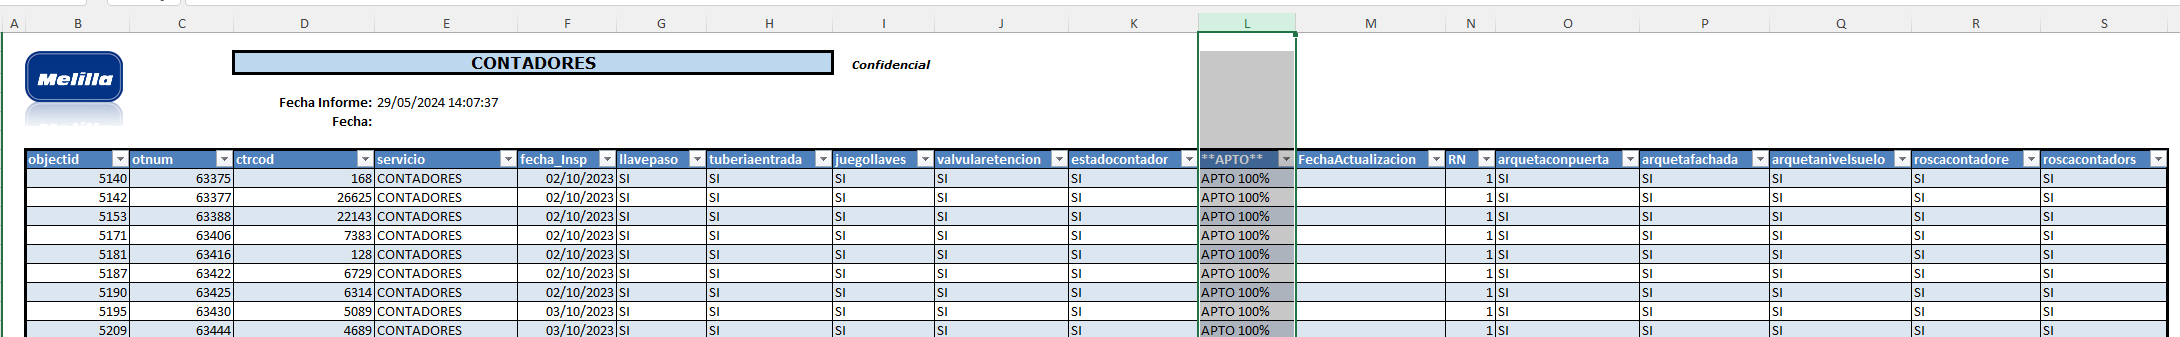 A B C D E F G H I J K L M N O P Q R S
Melilla
CONTADORES
Confidencial
Fecha Informe: 29/05/2024 14:07:37
Fecha:
objectid otnum ctrcod servicio fecha_Insp llavepaso tuberiaentrada juegollaves valvularetencion estadocontador **APTO** FechaActualizacion RN arquetaconpuerta arquetafachada arquetanivelsuelo roscacontadore roscacontadors
5140 63375 168 CONTADORES 02/10/2023 SI SI SI SI SI APTO 100% 1 SI SI SI SI SI
5142 63377 26625 CONTADORES 02/10/2023 SI SI SI SI SI APTO 100% 1 SI SI SI SI SI
5153 63388 22143 CONTADORES 02/10/2023 SI SI SI SI SI APTO 100% 1 SI SI SI SI SI
5171 63406 7383 CONTADORES 02/10/2023 SI SI SI SI SI APTO 100% 1 SI SI SI SI SI
5181 63416 128 CONTADORES 02/10/2023 SI SI SI SI SI APTO 100% 1 SI SI SI SI SI
5187 63422 6729 CONTADORES 02/10/2023 SI SI SI SI SI APTO 100% 1 SI SI SI SI SI
5190 63425 6314 CONTADORES 02/10/2023 SI SI SI SI SI APTO 100% 1 SI SI SI SI SI
5195 63430 5089 CONTADORES 03/10/2023 SI SI SI SI SI APTO 100% 1 SI SI SI SI SI
5209 63444 4689 CONTADORES 03/10/2023 SI SI SI SI SI APTO 100% 1 SI SI SI SI SI